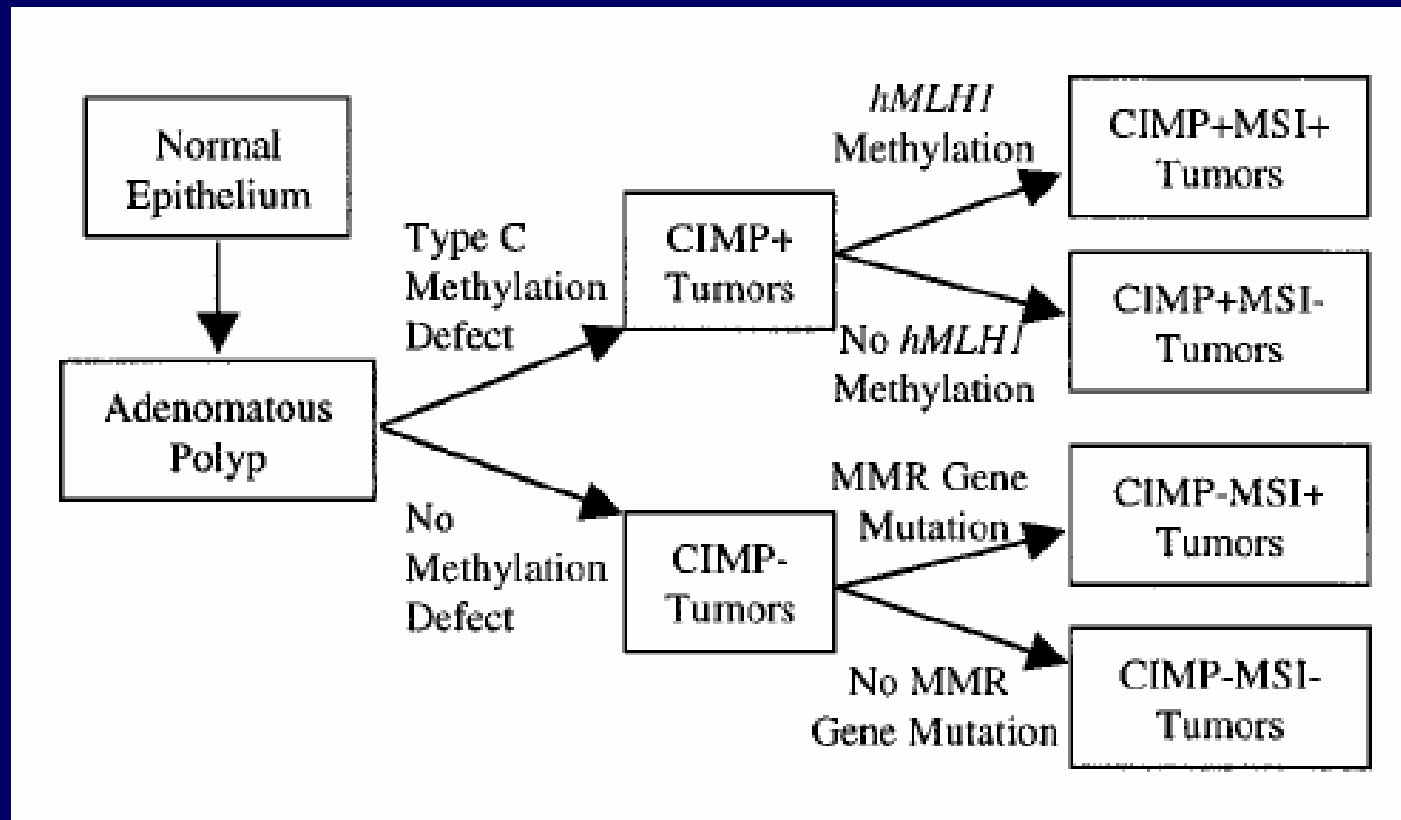 Normal
Epithelium
Adenomatous
Polyp
Type C
Methylation
Defect
No
Methylation
Defect
CIMP+
Tumors
CIMP-
Tumors
hMLH1
Methylation
No hMLH1
Methylation
MMR Gene
Mutation
No MMR
Gene Mutation
CIMP+MSI+
Tumors
CIMP+MSI-
Tumors
CIMP-MSI+
Tumors
CIMP-MSI-
Tumors